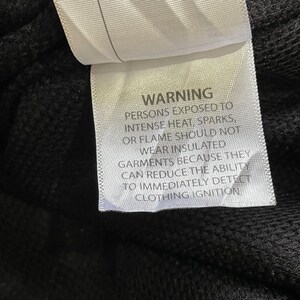 WARNING
PERSONS EXPOSED TO
INTENSE HEAT, SPARKS,
OR FLAME SHOULD NOT
WEAR INSULATED
GARMENTS BECAUSE THEY
CAN REDUCE THE ABILITY
TO IMMEDIATELY DETECT
CLOTHING IGNITION